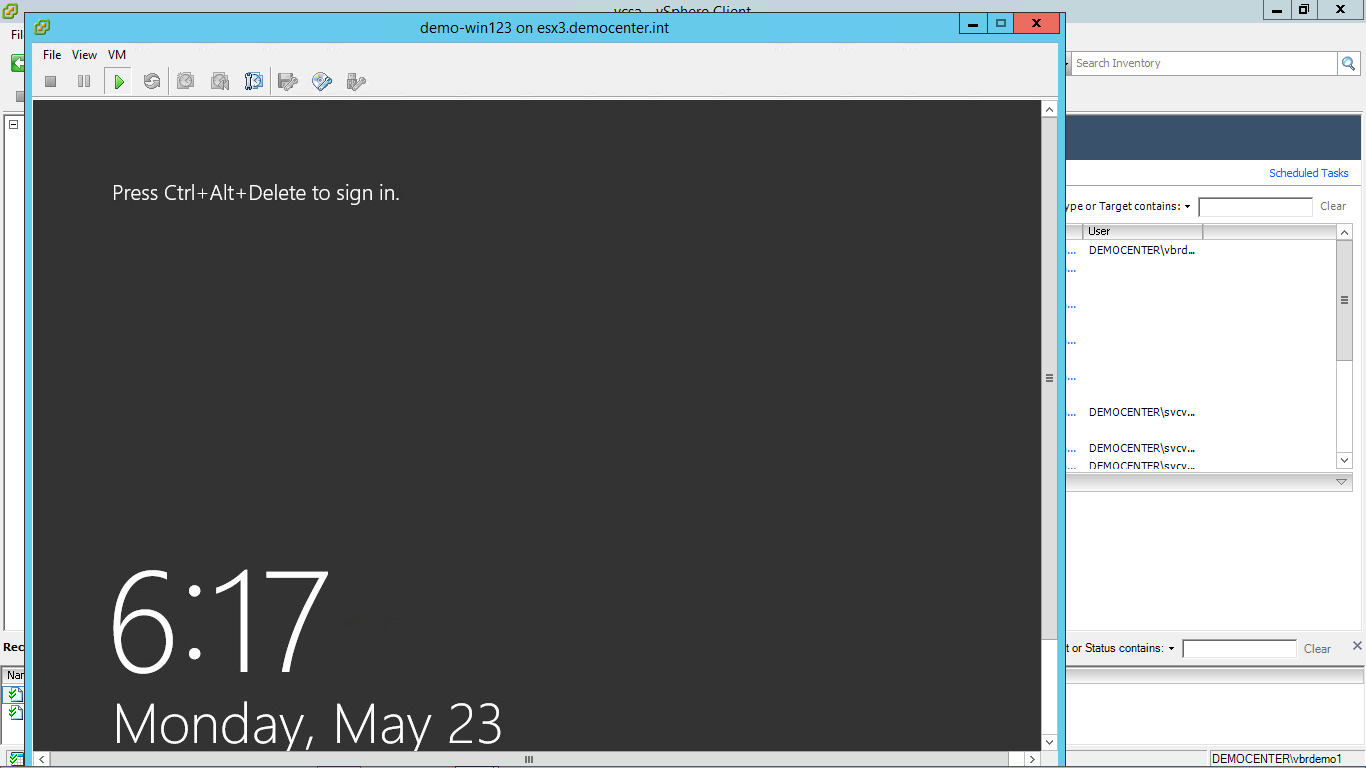 vcsa - vSphere Client
demo-win123 on esx3.democenter.int
File View VM
Search Inventory
Press Ctrl+Alt+Delete to sign in.
Scheduled Tasks
ype or Target contains:
Clear
User
DEMOCENTER\vbrd...
DEMOCENTER\svcv...
DEMOCENTER\svcv...
DEMOCENTER\svcv...
6:17
Monday, May 23
Rec
t or Status contains:
Clear
Nar
DEMOCENTER\vbrdemo1